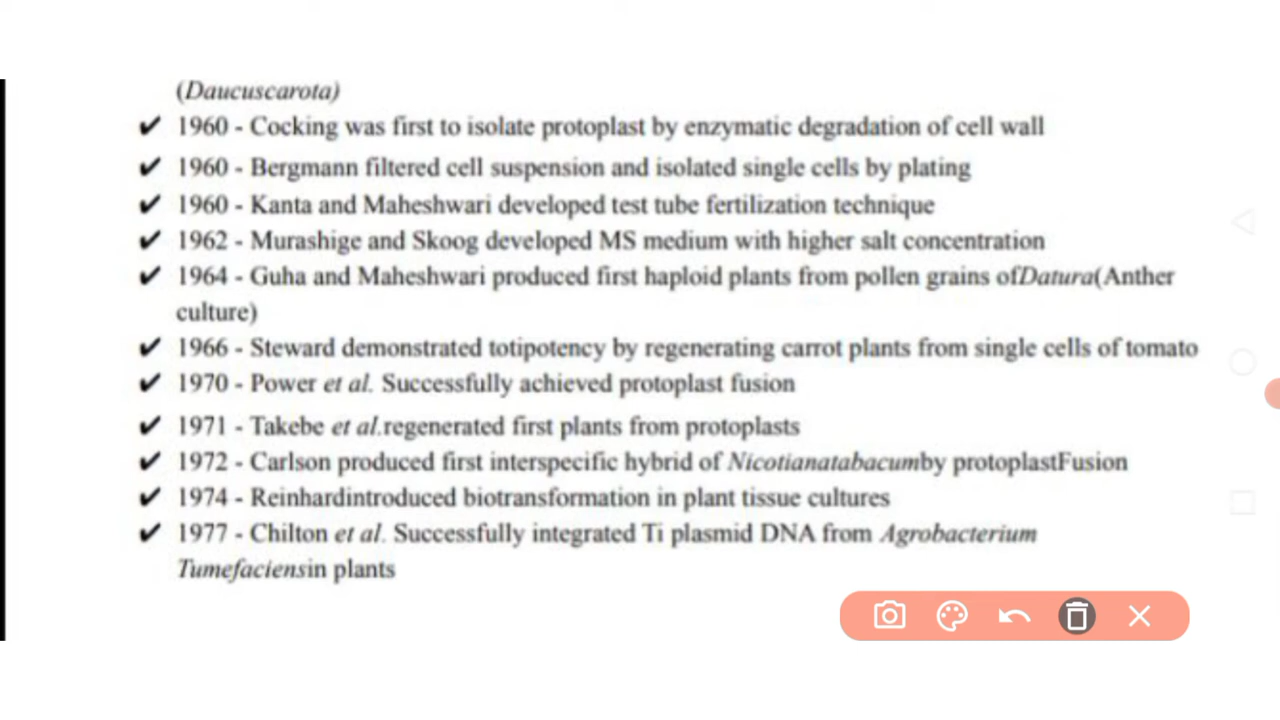 (Daucuscarota)
✔ 1960 - Cocking was first to isolate protoplast by enzymatic degradation of cell wall
✔ 1960 - Bergmann filtered cell suspension and isolated single cells by plating
✔ 1960 - Kanta and Maheshwari developed test tube fertilization technique
✔ 1962 - Murashige and Skoog developed MS medium with higher salt concentration
✔ 1964 - Guha and Maheshwari produced first haploid plants from pollen grains ofDatura(Anther
culture)
✔ 1966 - Steward demonstrated totipotency by regenerating carrot plants from single cells of tomato
✔ 1970 - Power et al. Successfully achieved protoplast fusion
✔ 1971 - Takebe et al.regenerated first plants from protoplasts
✔ 1972 - Carlson produced first interspecific hybrid of Nicotianatabacumby protoplastFusion
✔ 1974 - Reinhardintroduced biotransformation in plant tissue cultures
✔ 1977 - Chilton et al. Successfully integrated Ti plasmid DNA from Agrobacterium
Tumefaciensin plants